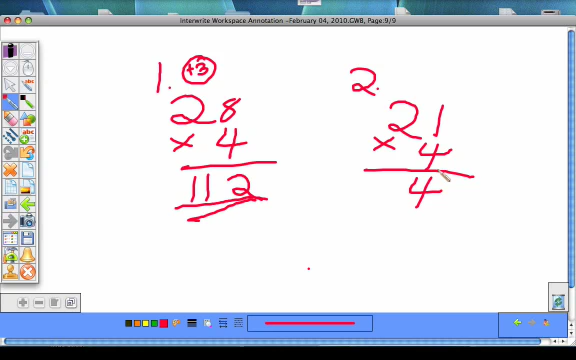 Interwrite Workspace Annotation –February 04, 2010.GWB, Page:9/9
1. +3
28
x 4
112
2.
21
x 4
4